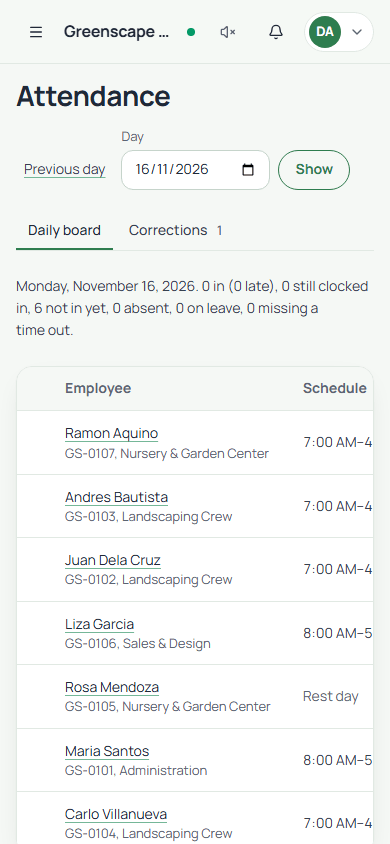 Greenscape ...
DA
Attendance
Day
Previous day
16/11/2026
Show
Daily board
Corrections 1
Monday, November 16, 2026. 0 in (0 late), 0 still clocked
in, 6 not in yet, 0 absent, 0 on leave, 0 missing a
time out.
Employee Schedule
Ramon Aquino
GS-0107, Nursery & Garden Center
7:00 AM–4
Andres Bautista
GS-0103, Landscaping Crew
7:00 AM–4
Juan Dela Cruz
GS-0102, Landscaping Crew
7:00 AM–4
Liza Garcia
GS-0106, Sales & Design
8:00 AM–5
Rosa Mendoza
GS-0105, Nursery & Garden Center
Rest day
Maria Santos
GS-0101, Administration
8:00 AM–5
Carlo Villanueva
GS-0104, Landscaping Crew
7:00 AM–4